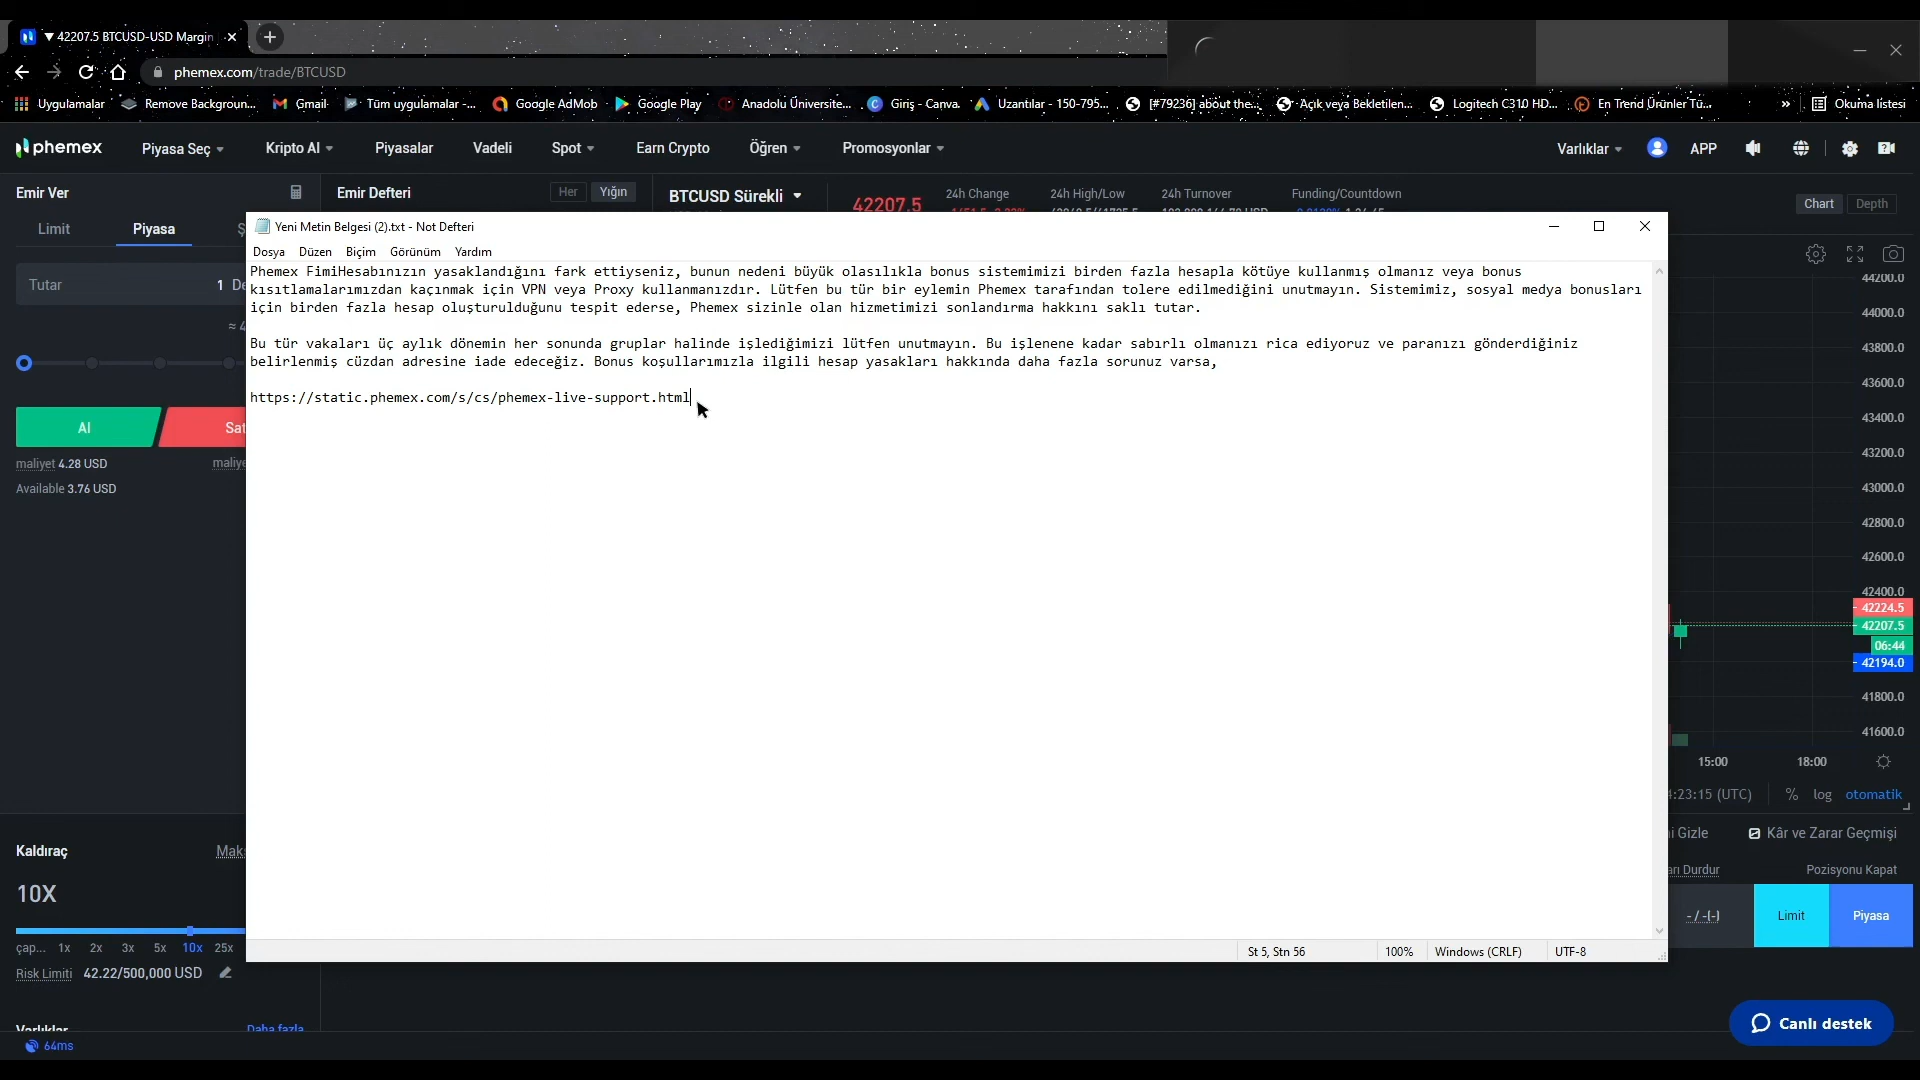 ▼ 42207.5 BTCUSD-USD Margin
phemex.com/trade/BTCUSD
Uygulamalar Remove Backgroun... Gmail Tüm uygulamalar -... Google AdMob Google Play Anadolu Üniversite... Giriş - Canva Uzantılar - 150-795... [#79236] about the... Açık veya Bekletilen... Logitech C310 HD... En Trend Ürünler Tü... » Okuma listesi
phemex Piyasa Seç Kripto Al Piyasalar Vadeli Spot Earn Crypto Öğren Promosyonlar Varlıklar APP
Emir Ver Emir Defteri Her Yığın BTCUSD Sürekli 42207.5 24h Change 24h High/Low 24h Turnover Funding/Countdown Chart Depth
Limit Piyasa
Yeni Metin Belgesi (2).txt - Not Defteri
Dosya Düzen Biçim Görünüm Yardım
Phemex FimiHesabınızın yasaklandığını fark ettiyseniz, bunun nedeni büyük olasılıkla bonus sistemimizi birden fazla hesapla kötüye kullanmış olmanız veya bonus
kısıtlamalarımızdan kaçınmak için VPN veya Proxy kullanmanızdır. Lütfen bu tür bir eylemin Phemex tarafından tolere edilmediğini unutmayın. Sistemimiz, sosyal medya bonusları
için birden fazla hesap oluşturulduğunu tespit ederse, Phemex sizinle olan hizmetimizi sonlandırma hakkını saklı tutar.
Bu tür vakaları üç aylık dönemin her sonunda gruplar halinde işlediğimizi lütfen unutmayın. Bu işlenene kadar sabırlı olmanızı rica ediyoruz ve paranızı gönderdiğiniz
belirlenmiş cüzdan adresine iade edeceğiz. Bonus koşullarımızla ilgili hesap yasakları hakkında daha fazla sorunuz varsa,
https://static.phemex.com/s/cs/phemex-live-support.html
St 5, Stn 56 100% Windows (CRLF) UTF-8
Tutar 1
Al Sat
maliyet 4.28 USD
Available 3.76 USD
Kaldıraç
10X
çap... 1x 2x 3x 5x 10x 25x
Risk Limiti 42.22/500,000 USD
Varlıklar Daha fazla
64ms
44200.0
44000.0
43800.0
43600.0
43400.0
43200.0
43000.0
42800.0
42600.0
42400.0
42224.5
42207.5
06:44
42194.0
41800.0
41600.0
15:00 18:00
:23:15 (UTC) % log otomatik
Gizle Kâr ve Zarar Geçmişi
Durdur Pozisyonu Kapat
- / -(-) Limit Piyasa
Canlı destek